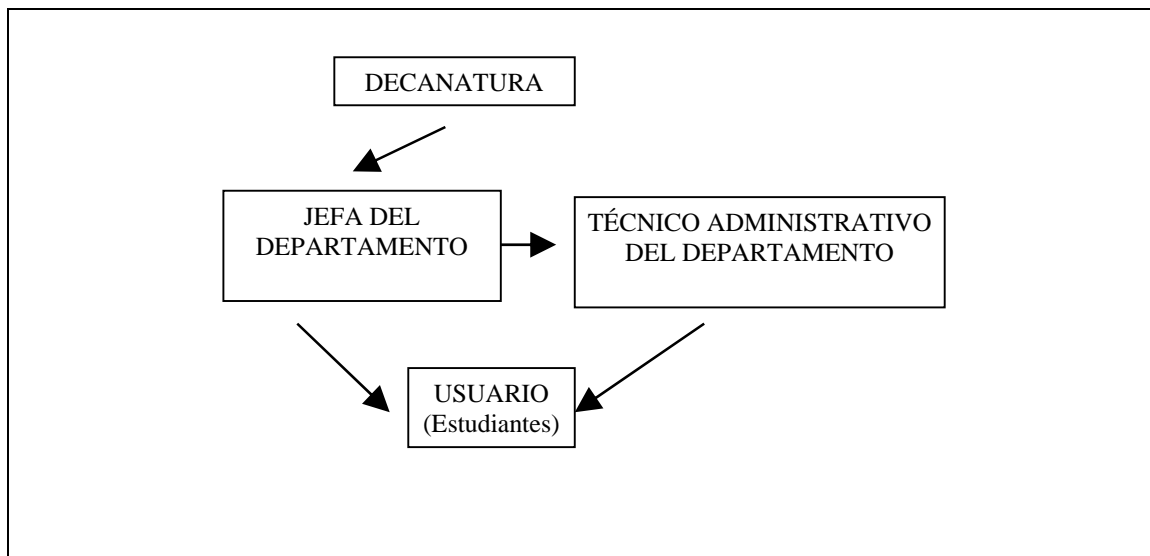 DECANATURA
JEFA DEL
DEPARTAMENTO
TÉCNICO ADMINISTRATIVO
DEL DEPARTAMENTO
USUARIO
(Estudiantes)